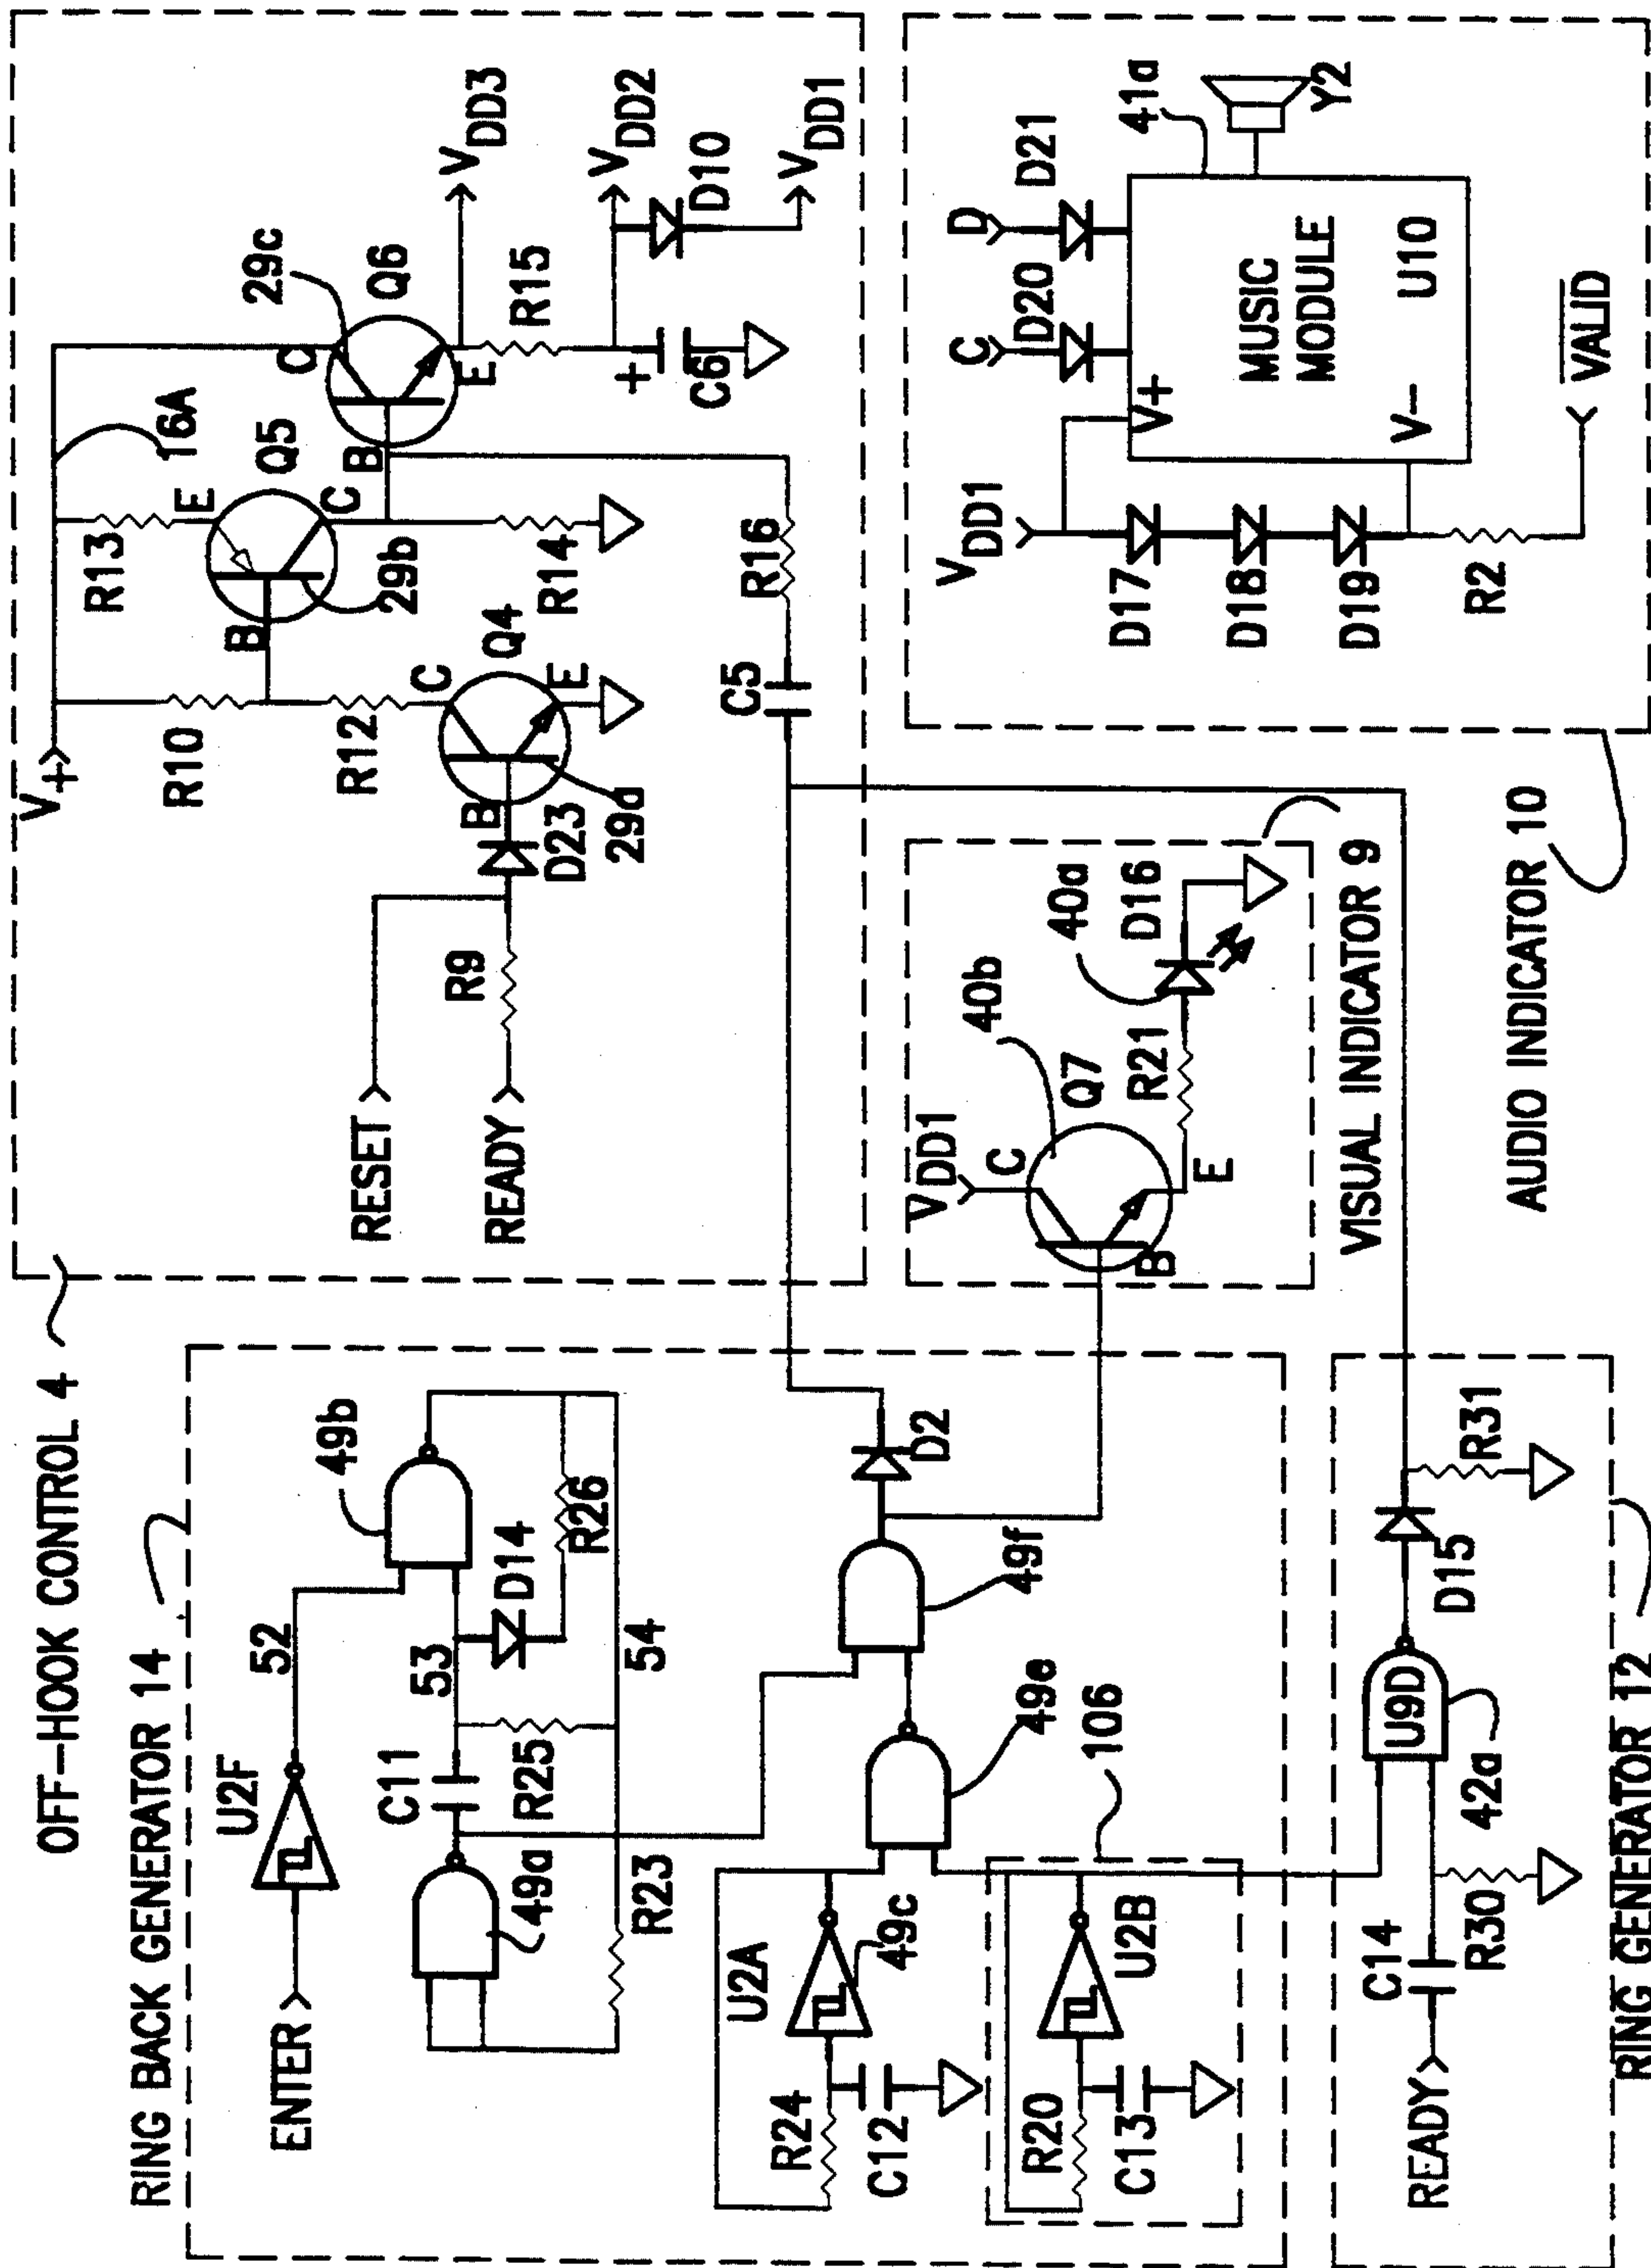 OFF-HOOK CONTROL 4
V+
16A
R13
E
Q5
B
C
29b
R10
R12
C
Q4
B
E
29d
D23
R14
29c
Q6
C
B
E
R15
VDD3
VDD2
D10
VDD1
+
C6
R16
C5
R9
RESET
READY
RING BACK GENERATOR 14
ENTER
U2F
52
49b
C11
53
D14
R26
49a
R25
54
R23
U2A
49c
R24
C12
49e
49f
D2
106
U2B
R20
C13
VISUAL INDICATOR 9
VDD1
C
Q7
40b
B
E
R21
40a
D16
AUDIO INDICATOR 10
VDD1
D17
D18
D19
R2
VALID
C
D20
D
D21
V+
V-
MUSIC
MODULE
U10
41a
Y2
RING GENERATOR 12
READY
C14
R30
U9D
42a
D15
R31